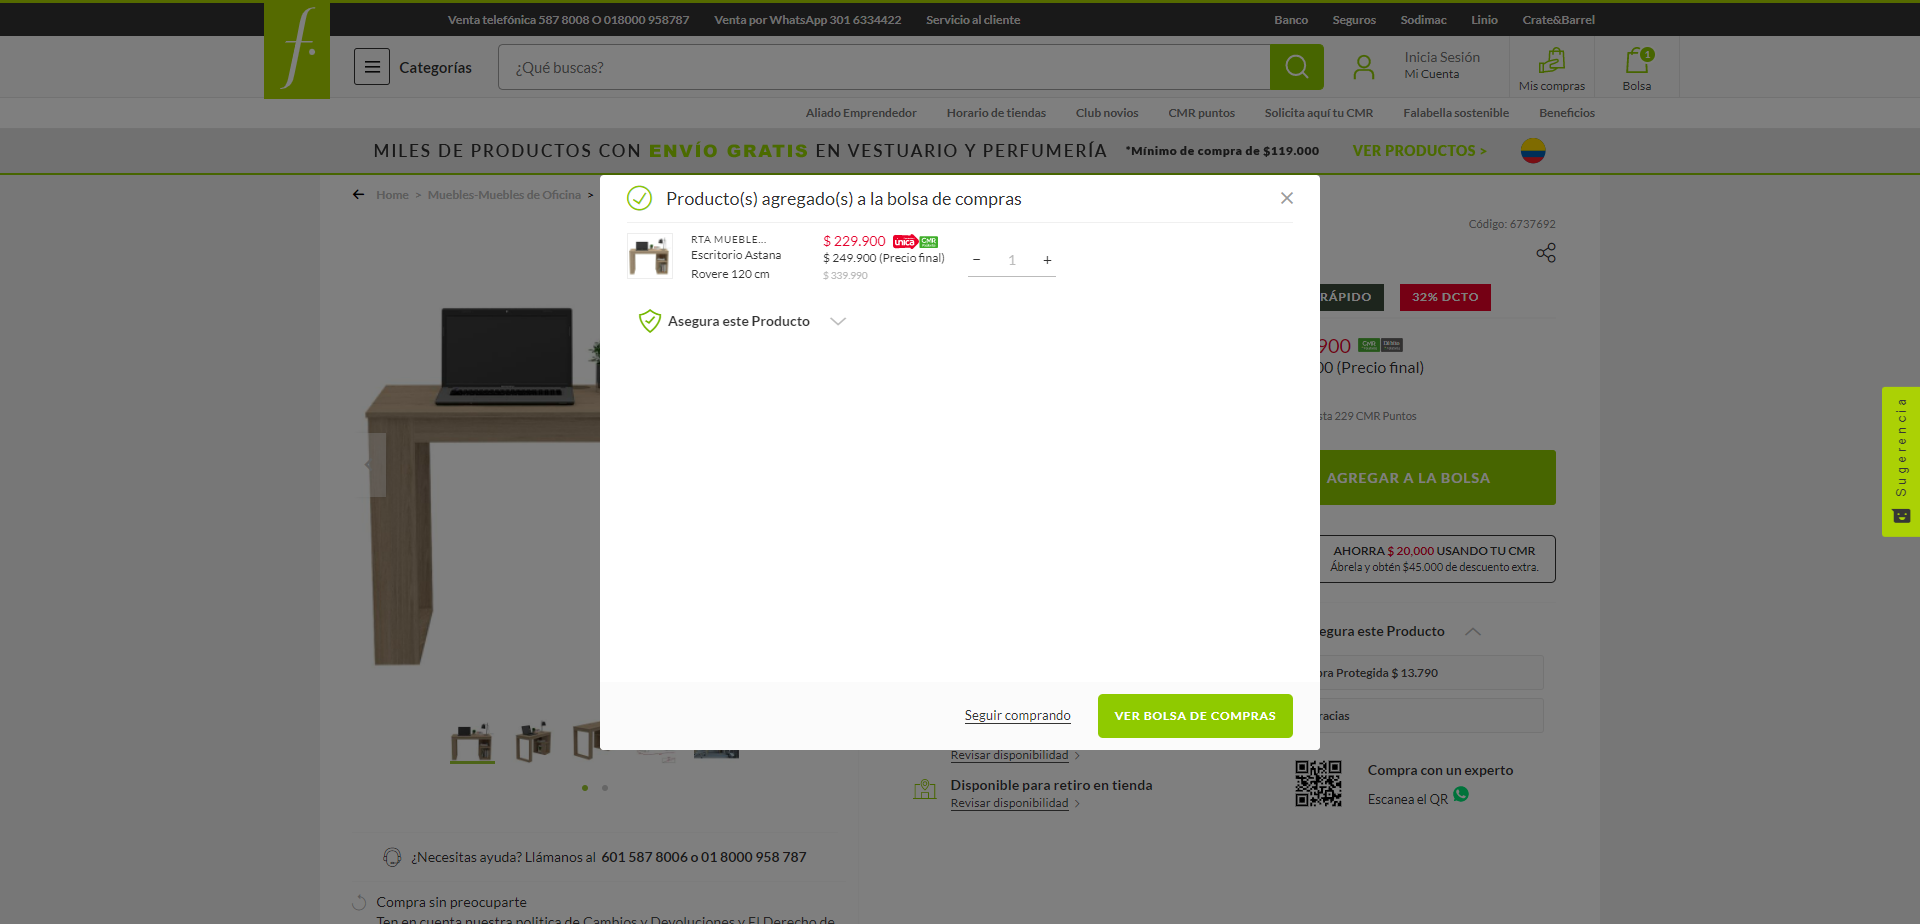 Venta telefónica 587 8008 O 018000 958787 Venta por WhatsApp 301 6334422 Servicio al cliente Banco Seguros Sodimac Linio Crate&Barrel
f.
Categorías
¿Qué buscas?
Inicia Sesión
Mi Cuenta
Mis compras
1
Bolsa
Aliado Emprendedor Horario de tiendas Club novios CMR puntos Solicita aquí tu CMR Falabella sostenible Beneficios
MILES DE PRODUCTOS CON ENVÍO GRATIS EN VESTUARIO Y PERFUMERÍA *Mínimo de compra de $119.000 VER PRODUCTOS >
Home > Muebles-Muebles de Oficina >
Producto(s) agregado(s) a la bolsa de compras
RTA MUEBLE...
Escritorio Astana
Rovere 120 cm
$ 229.900 unica CMR
$ 249.900 (Precio final)
$ 339.990
− 1 +
Asegura este Producto
Seguir comprando
VER BOLSA DE COMPRAS
Código: 6737692
RÁPIDO 32% DCTO
900 CMR
00 (Precio final)
sta 229 CMR Puntos
AGREGAR A LA BOLSA
AHORRA $ 20,000 USANDO TU CMR
Ábrela y obtén $45.000 de descuento extra.
egura este Producto
ora Protegida $ 13.790
racias
Sugerencia
Revisar disponibilidad >
Disponible para retiro en tienda
Revisar disponibilidad >
Compra con un experto
Escanea el QR
¿Necesitas ayuda? Llámanos al 601 587 8006 o 01 8000 958 787
Compra sin preocuparte
Ten en cuenta nuestra politica de Cambios y Devoluciones y El Derecho de